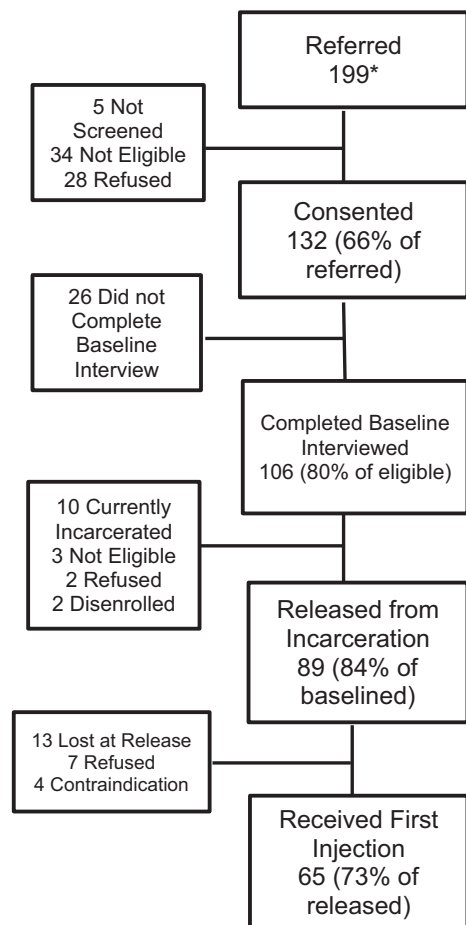 Referred
199*
5 Not
Screened
34 Not Eligible
28 Refused
Consented
132 (66% of
referred)
26 Did not
Complete
Baseline
Interview
Completed Baseline
Interviewed
106 (80% of eligible)
10 Currently
Incarcerated
3 Not Eligible
2 Refused
2 Disenrolled
Released from
Incarceration
89 (84% of
baselined)
13 Lost at Release
7 Refused
4 Contraindication
Received First
Injection
65 (73% of
released)